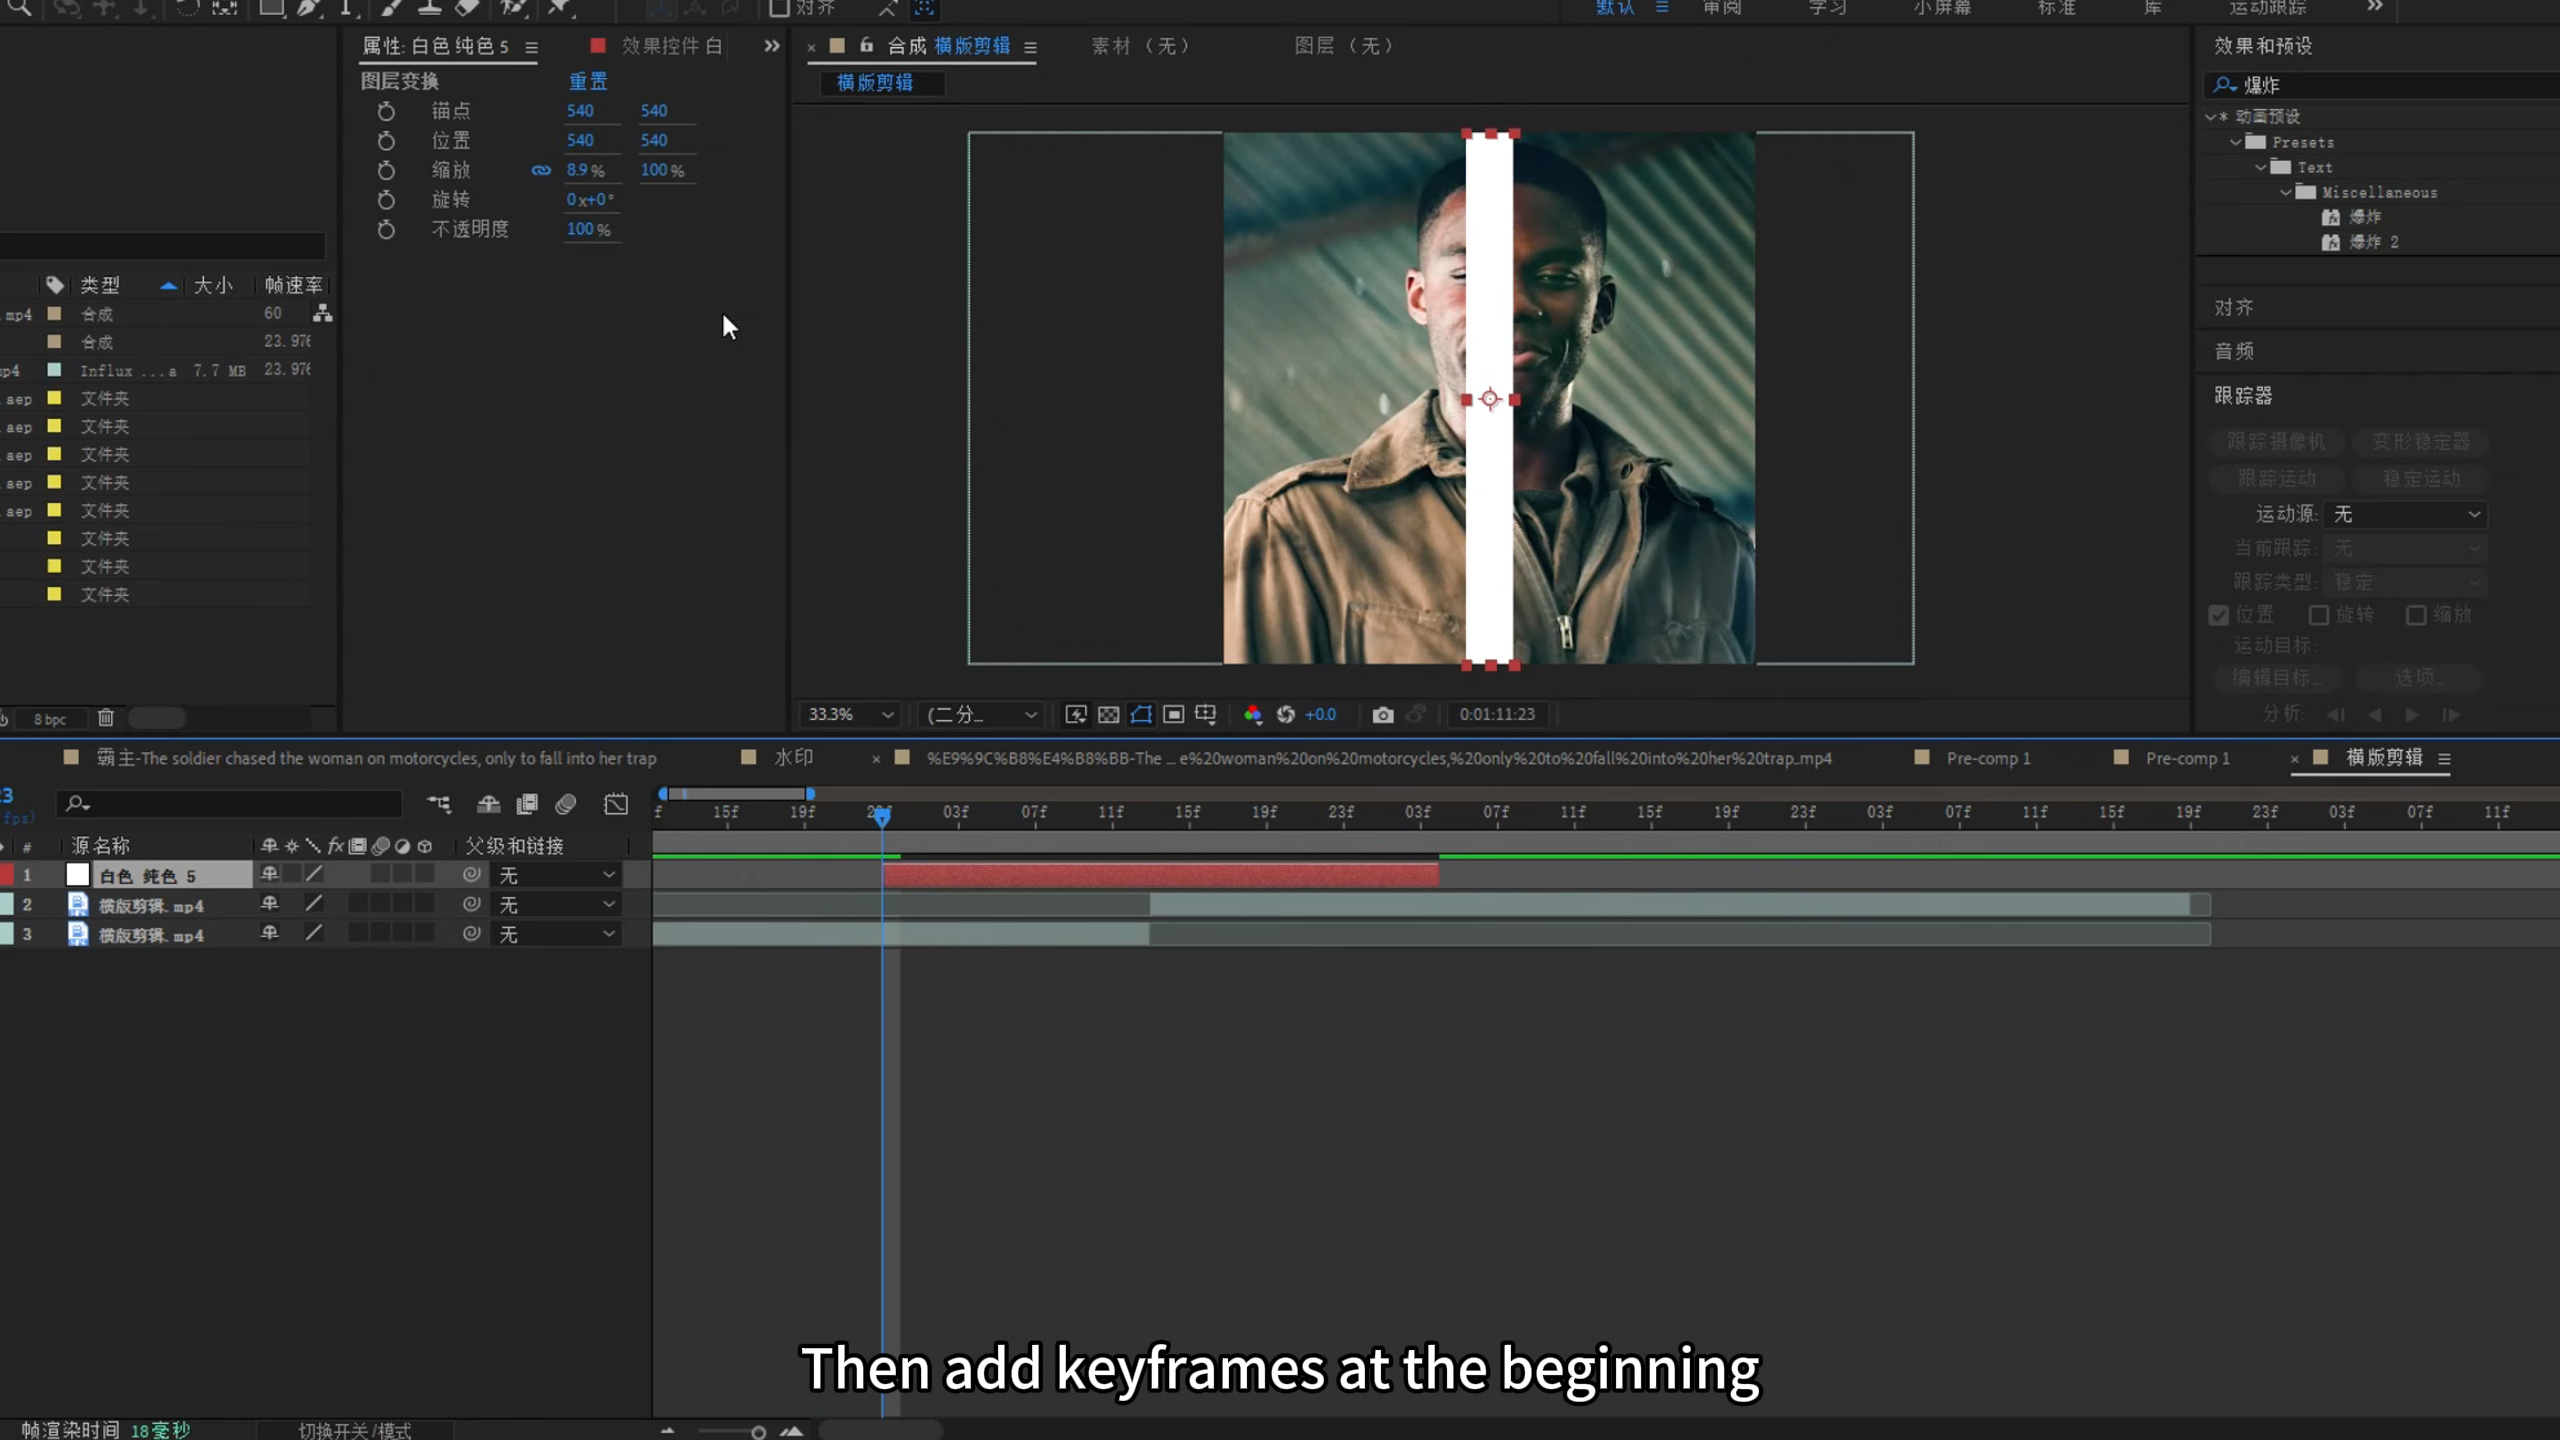 对齐
默认 审阅 学习 小屏幕 标准 库 运动跟踪
属性: 白色 纯色 5
效果控件 白
图层变换
重置
锚点 540 540
位置 540 540
缩放 8.9 % 100 %
旋转 0x+0°
不透明度 100 %
类型 大小 帧速率
.mp4 合成 60
合成 23.976
mp4 Influx ...a 7.7 MB 23.976
.aep 文件夹
.aep 文件夹
.aep 文件夹
.aep 文件夹
.aep 文件夹
文件夹
文件夹
文件夹
8 bpc
合成 横版剪辑
素材 （无）
图层 （无）
横版剪辑
33.3%
(二分...
+0.0
0:01:11:23
效果和预设
爆炸
* 动画预设
Presets
Text
Miscellaneous
爆炸
爆炸 2
对齐
音频
跟踪器
跟踪摄像机 变形稳定器
跟踪运动 稳定运动
运动源: 无
当前跟踪: 无
跟踪类型: 稳定
位置 旋转 缩放
运动目标:
编辑目标... 选项...
分析:
霸主-The soldier chased the woman on motorcycles, only to fall into her trap
水印
%E9%9C%B8%E4%B8%BB-The ... e%20woman%20on%20motorcycles,%20only%20to%20fall%20into%20her%20trap.mp4
Pre-comp 1
Pre-comp 1
横版剪辑
23
fps)
f 15f 19f 23f 03f 07f 11f 15f 19f 23f 03f 07f 11f 15f 19f 23f 03f 07f 11f 15f 19f 23f 03f 07f 11f
# 源名称 fx 父级和链接
1 白色 纯色 5 无
2 横版剪辑.mp4 无
3 横版剪辑.mp4 无
Then add keyframes at the beginning
帧渲染时间 18毫秒
切换开关/模式